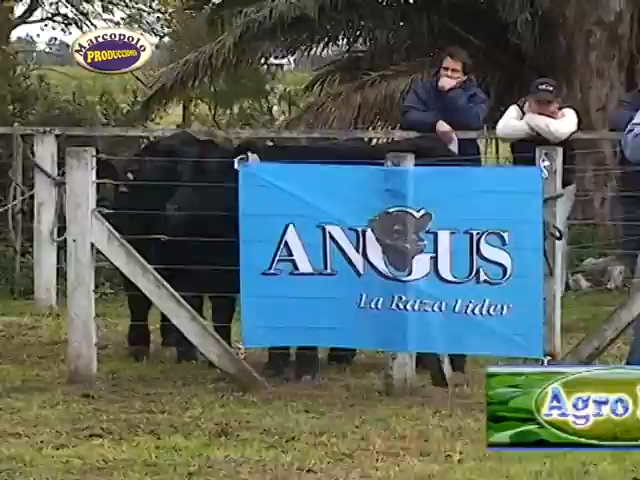 Marcopolo
PRODUCCIONES
ANGUS
La Raza Lider
Agro